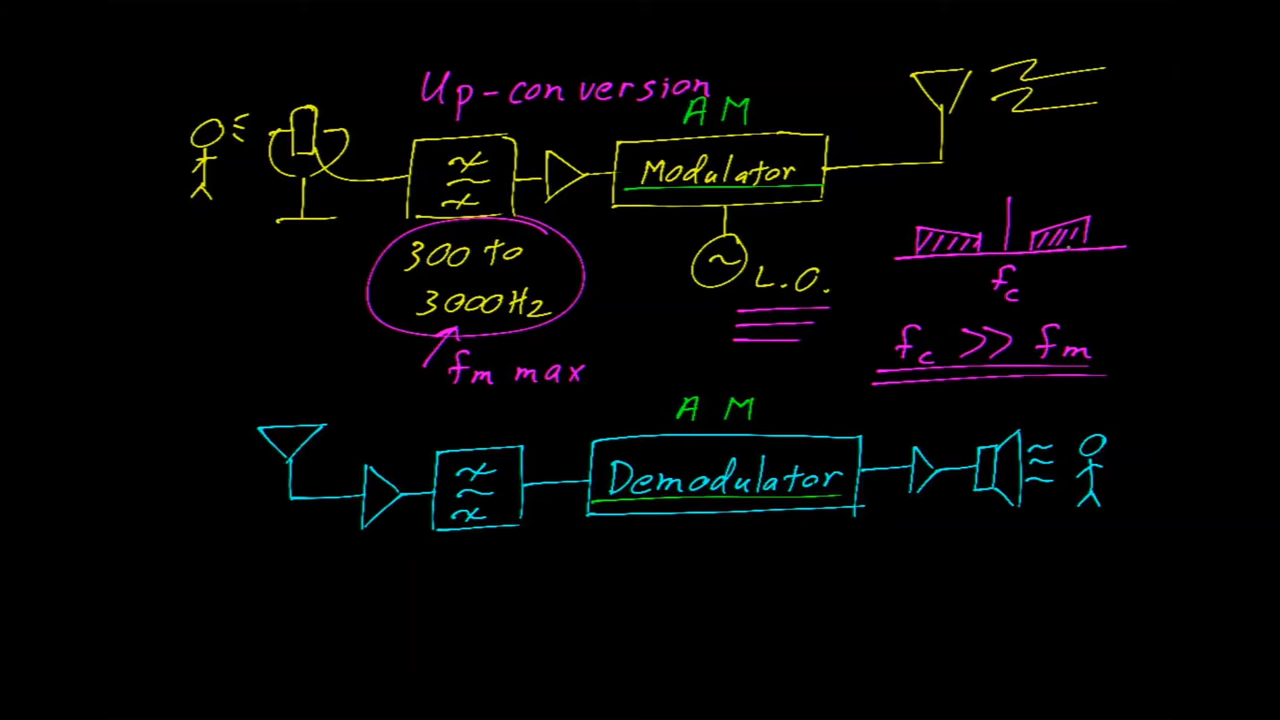 Up-conversion
AM
Modulator
300 to
3000Hz
L.O.
fc
fm max
fc >> fm
AM
Demodulator